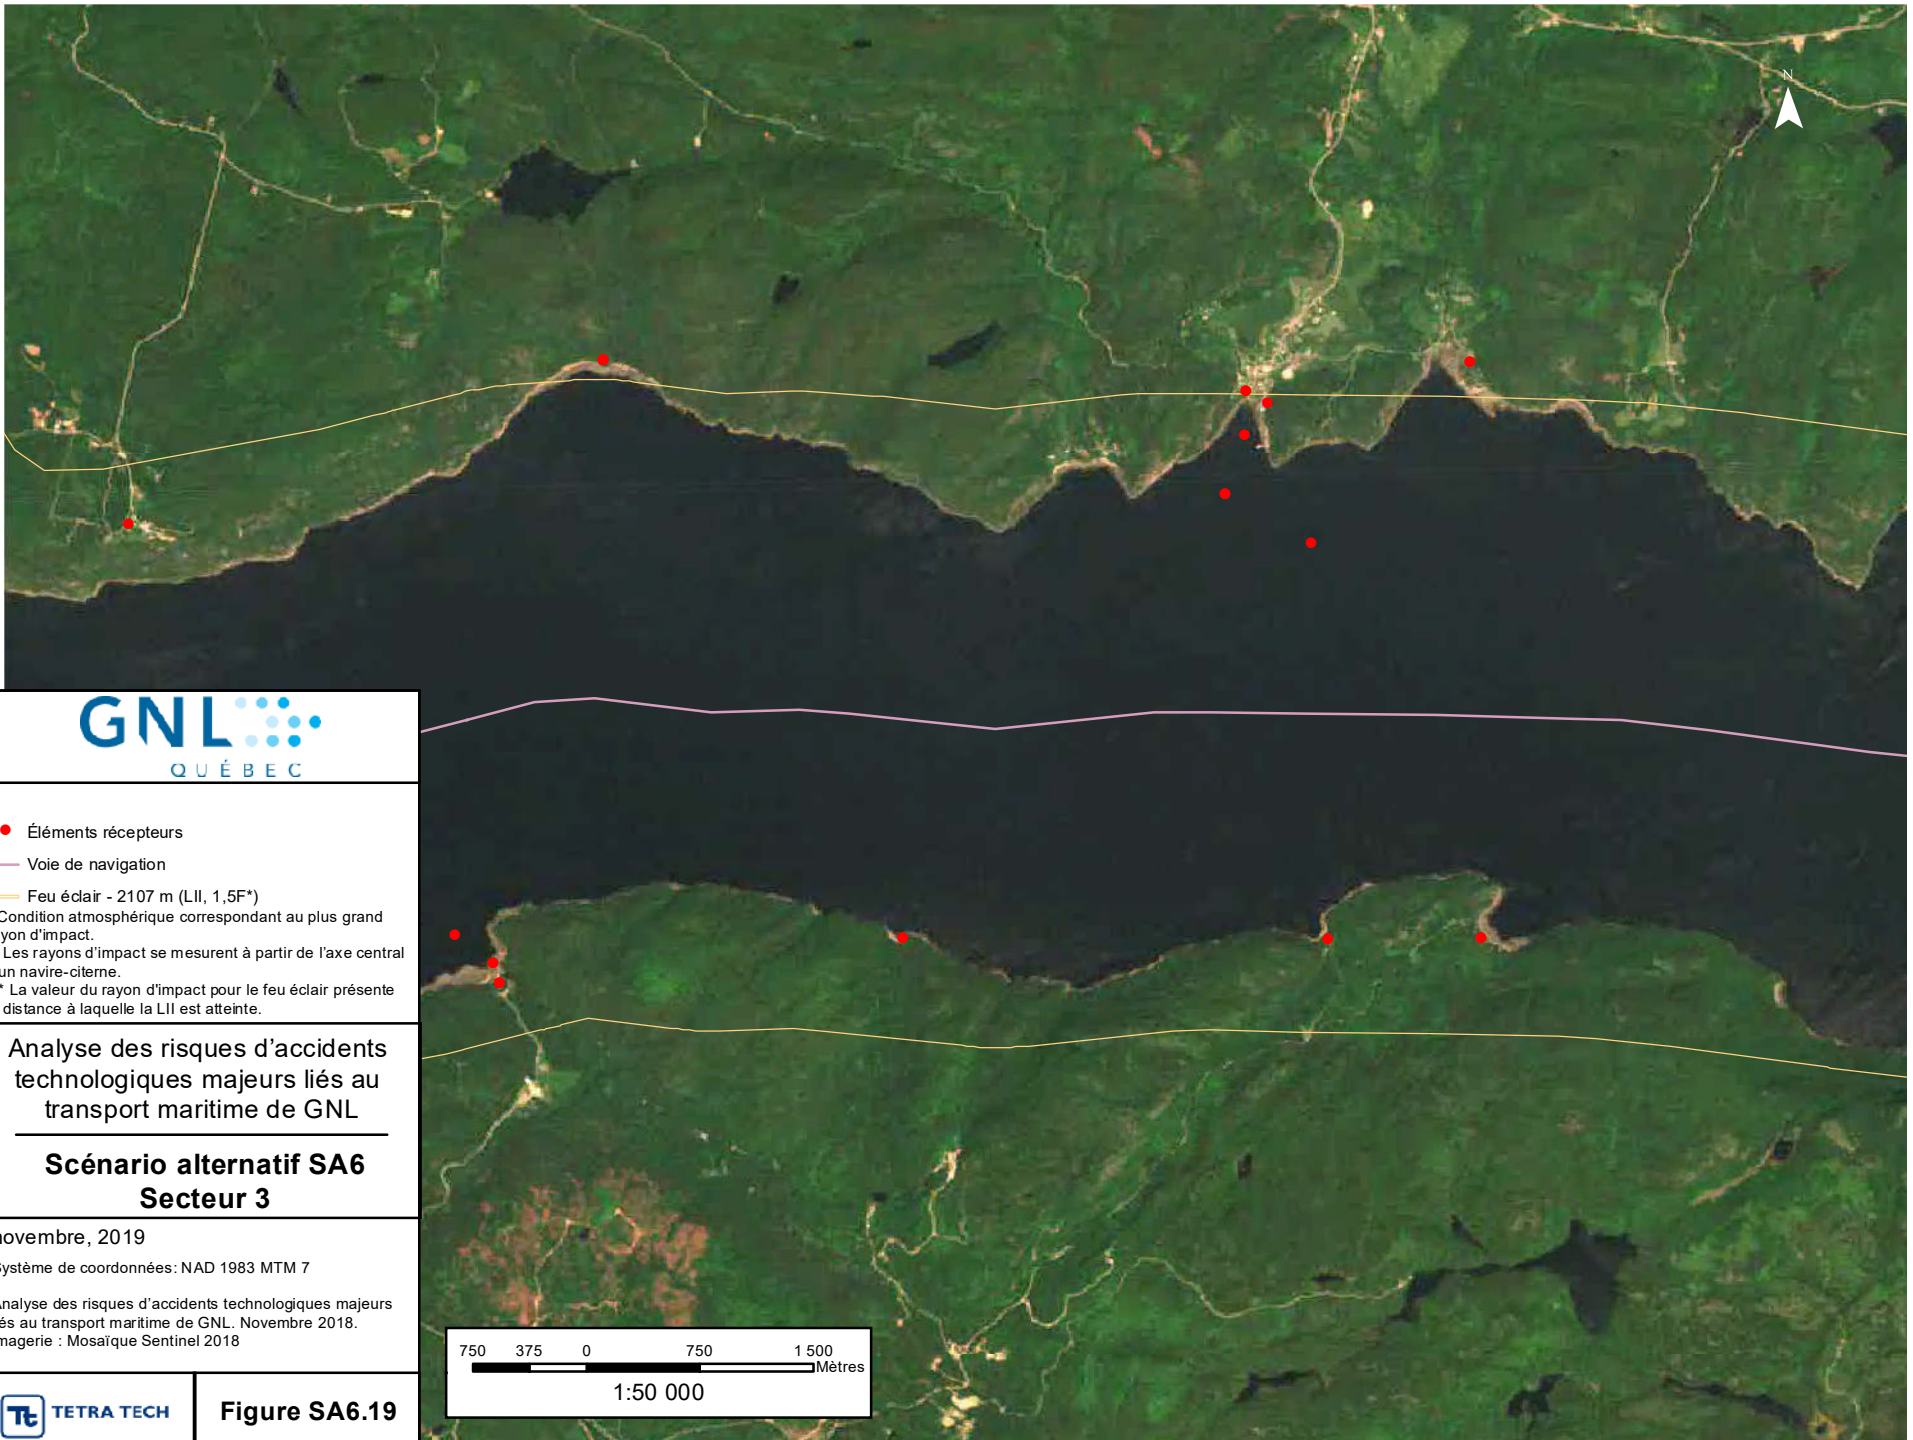 N
GNL
QUÉBEC
Éléments récepteurs
Voie de navigation
Feu éclair - 2107 m (LII, 1,5F*)
Condition atmosphérique correspondant au plus grand
yon d'impact.
Les rayons d'impact se mesurent à partir de l'axe central
un navire-citerne.
* La valeur du rayon d'impact pour le feu éclair présente
distance à laquelle la LII est atteinte.
Analyse des risques d'accidents
technologiques majeurs liés au
transport maritime de GNL
Scénario alternatif SA6
Secteur 3
novembre, 2019
Système de coordonnées: NAD 1983 MTM 7
Analyse des risques d'accidents technologiques majeurs
és au transport maritime de GNL. Novembre 2018.
magerie : Mosaïque Sentinel 2018
750 375 0 750 1 500
Mètres
1:50 000
Tt TETRA TECH
Figure SA6.19